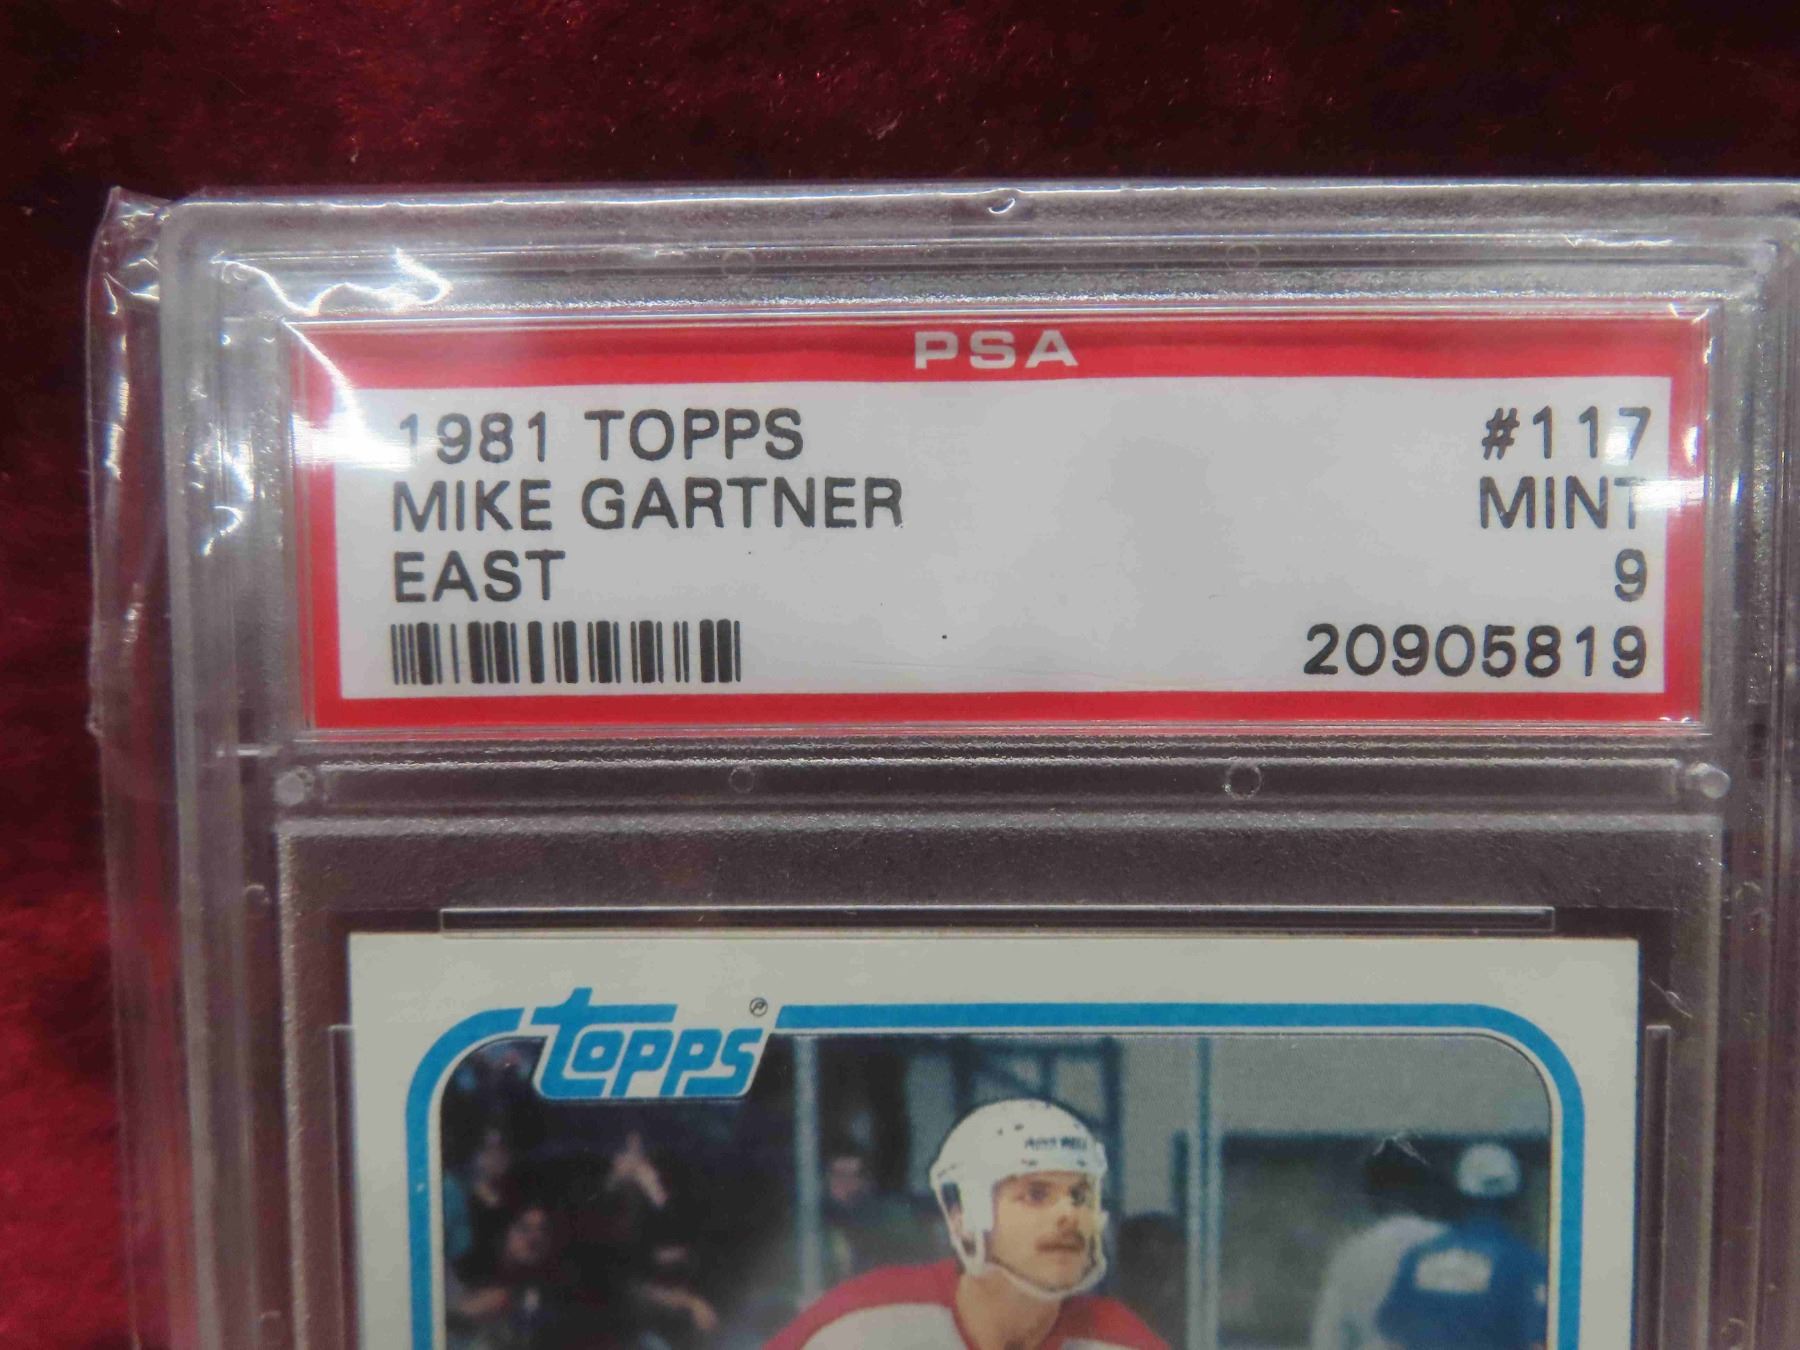 PSA
1981 TOPPS #117
MINT
MIKE GARTNER
EAST 9
20905819
topps ®